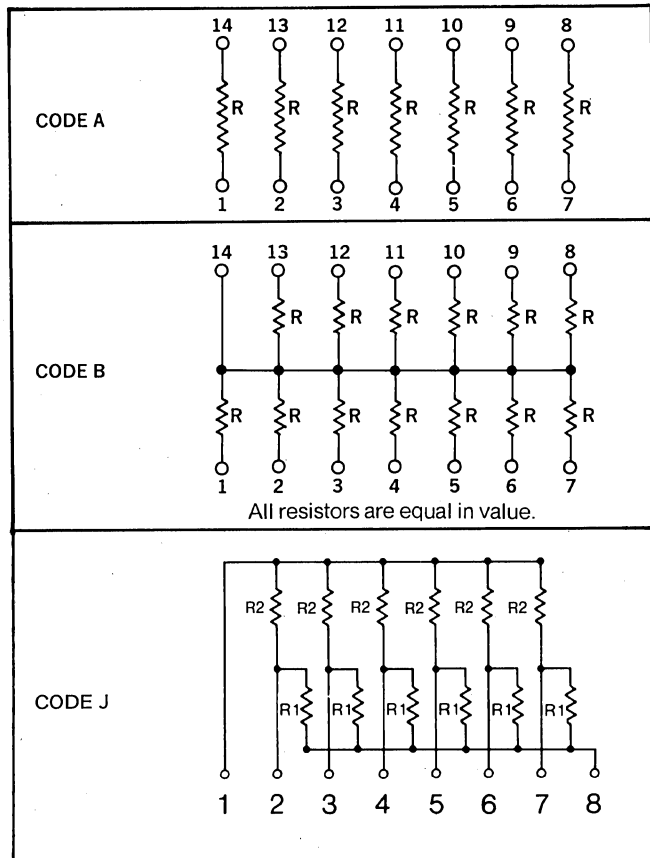 14 13 12 11 10 9 8
CODE A
R R R R R R R
1 2 3 4 5 6 7
14 13 12 11 10 9 8
R R R R R R
CODE B
R R R R R R R
1 2 3 4 5 6 7
All resistors are equal in value.
R2 R2 R2 R2 R2 R2
CODE J
R1 R1 R1 R1 R1 R1
1 2 3 4 5 6 7 8